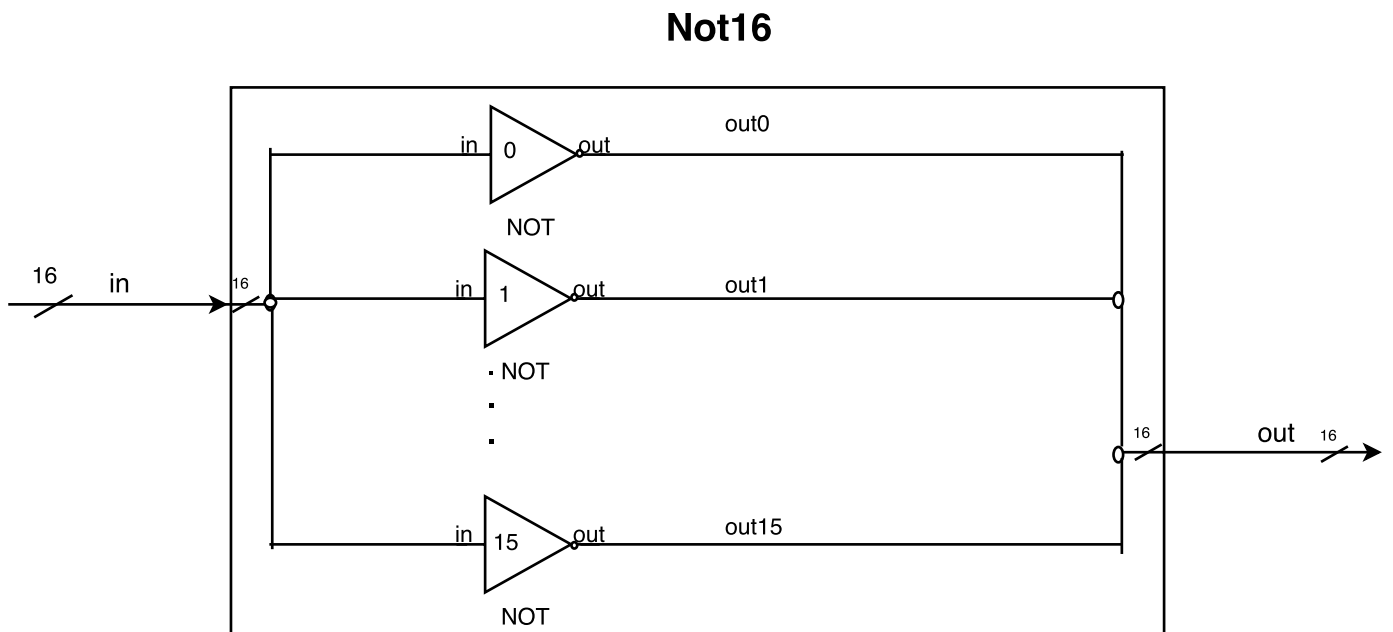 Not16
out0
in 0 out
NOT
16 in 16
in 1 out out1
NOT
16 out 16
in 15 out out15
NOT